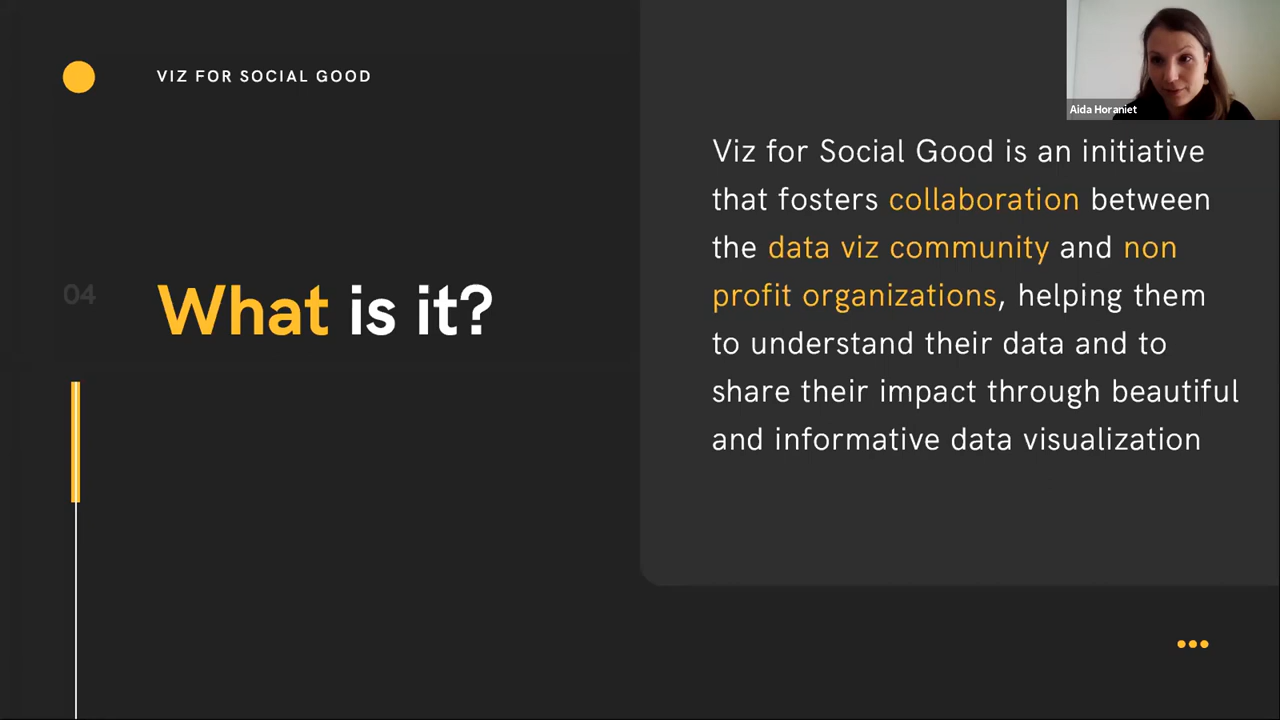 VIZ FOR SOCIAL GOOD
Aida Horaniet
04
What is it?
Viz for Social Good is an initiative
that fosters collaboration between
the data viz community and non
profit organizations, helping them
to understand their data and to
share their impact through beautiful
and informative data visualization